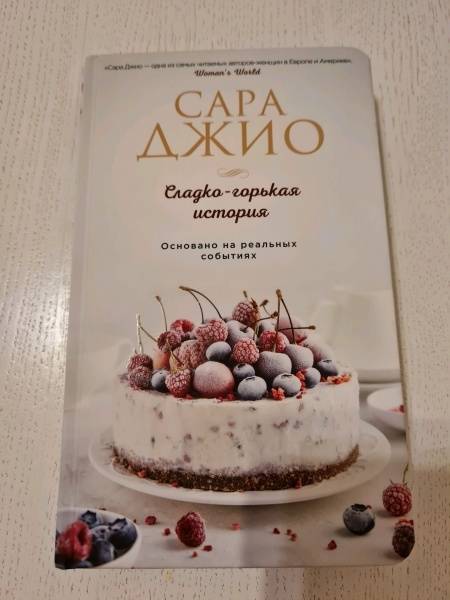 «Сара Джио — одна из самых читаемых авторов-женщин в Европе и Америке».
Woman's World
САРА
ДЖИО
Сладко-горькая
история
Основано на реальных
событиях